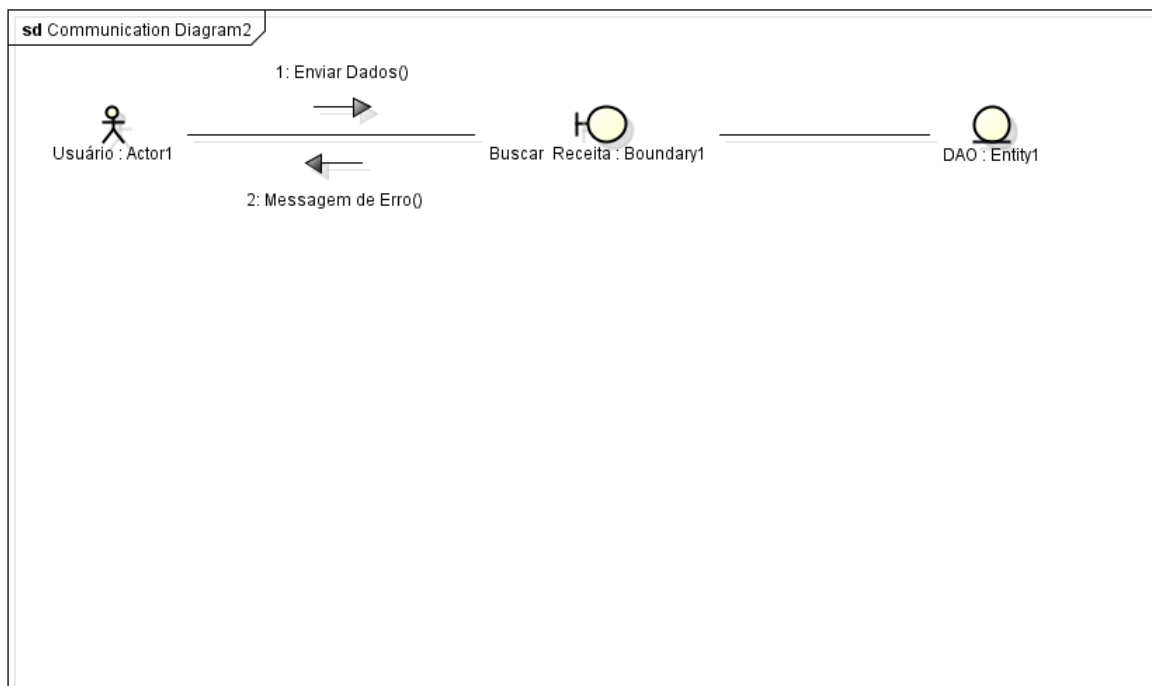 sd Communication Diagram2
1: Enviar Dados()
Usuário : Actor1
Buscar Receita : Boundary1
DAO : Entity1
2: Messagem de Erro()